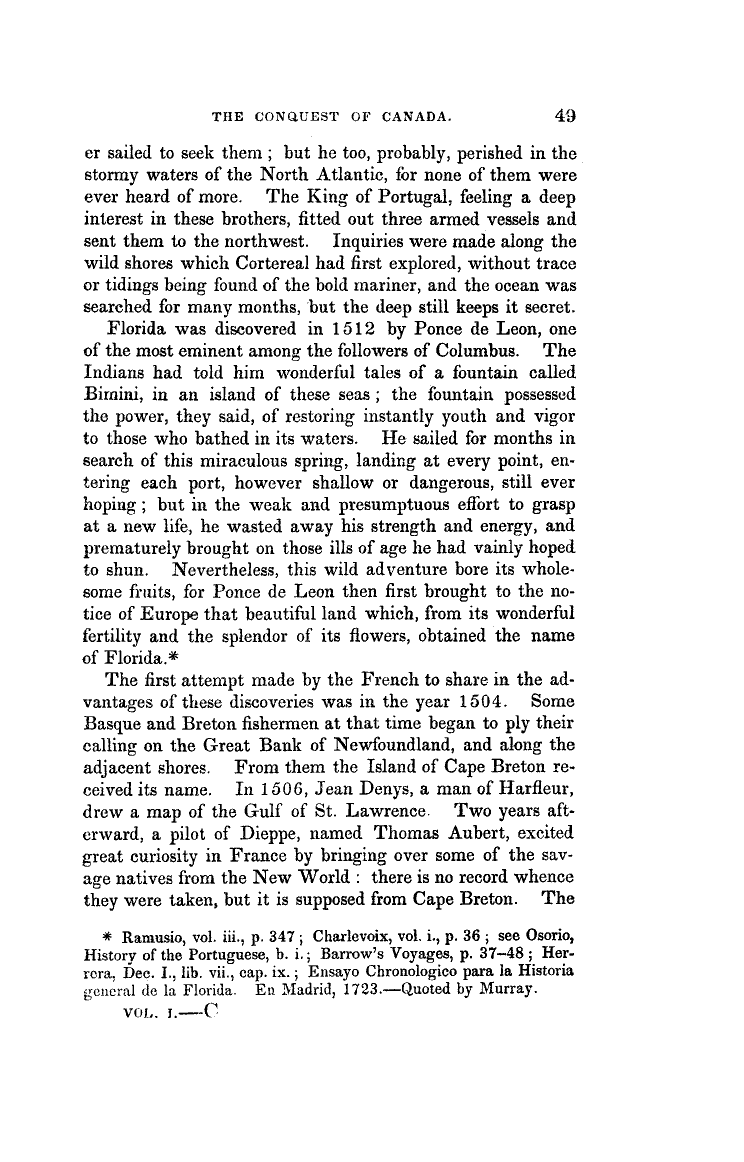 THE CONQUEST OF CANADA. 49
er sailed to seek them ; but he too, probably, perished in the
stormy waters of the North Atlantic, for none of them were
ever heard of more. The King of Portugal, feeling a deep
interest in these brothers, fitted out three armed vessels and
sent them to the northwest. Inquiries were made along the
wild shores which Cortereal had first explored, without trace
or tidings being found of the bold mariner, and the ocean was
searched for many months, but the deep still keeps it secret.
Florida was discovered in 1512 by Ponce de Leon, one
of the most eminent among the followers of Columbus. The
Indians had told him wonderful tales of a fountain called
Bimini, in an island of these seas ; the fountain possessed
the power, they said, of restoring instantly youth and vigor
to those who bathed in its waters. He sailed for months in
search of this miraculous spring, landing at every point, en-
tering each port, however shallow or dangerous, still ever
hoping ; but in the weak and presumptuous effort to grasp
at a new life, he wasted away his strength and energy, and
prematurely brought on those ills of age he had vainly hoped
to shun. Nevertheless, this wild adventure bore its whole-
some fruits, for Ponce de Leon then first brought to the no-
tice of Europe that beautiful land which, from its wonderful
fertility and the splendor of its flowers, obtained the name
of Florida.*
The first attempt made by the French to share in the ad-
vantages of these discoveries was in the year 1504. Some
Basque and Breton fishermen at that time began to ply their
calling on the Great Bank of Newfoundland, and along the
adjacent shores. From them the Island of Cape Breton re-
ceived its name. In 1506, Jean Denys, a man of Harfleur,
drew a map of the Gulf of St. Lawrence. Two years aft-
erward, a pilot of Dieppe, named Thomas Aubert, excited
great curiosity in France by bringing over some of the sav-
age natives from the New World : there is no record whence
they were taken, but it is supposed from Cape Breton. The
* Ramusio, vol. iii., p. 347 ; Charlevoix, vol. i., p. 36 ; see Osorio,
History of the Portuguese, b. i. ; Barrow's Voyages, p. 37–48 ; Her-
rera, Dec. I., lib. vii., cap. ix. ; Ensayo Chronologico para la Historia
general de la Florida. En Madrid, 1723.—Quoted by Murray.
VOL. I.—C